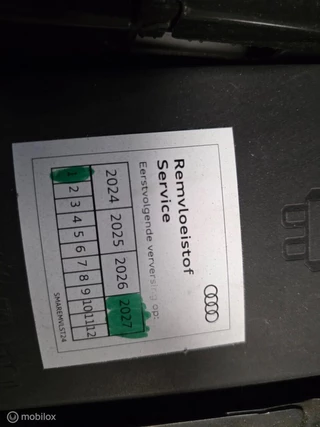 Remvloeistof
Service
Eerstvolgende verversing op:
2024 2025 2026 2027
1 2 3 4 5 6 7 8 9 10 11 12
SMAREMVLST24
mobilox